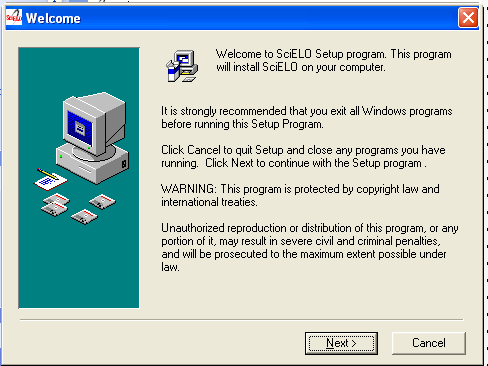 SciELO Welcome
Welcome to SciELO Setup program. This program
will install SciELO on your computer.
It is strongly recommended that you exit all Windows programs
before running this Setup Program.
Click Cancel to quit Setup and close any programs you have
running. Click Next to continue with the Setup program .
WARNING: This program is protected by copyright law and
international treaties.
Unauthorized reproduction or distribution of this program, or any
portion of it, may result in severe civil and criminal penalties,
and will be prosecuted to the maximum extent possible under
law.
Next > Cancel